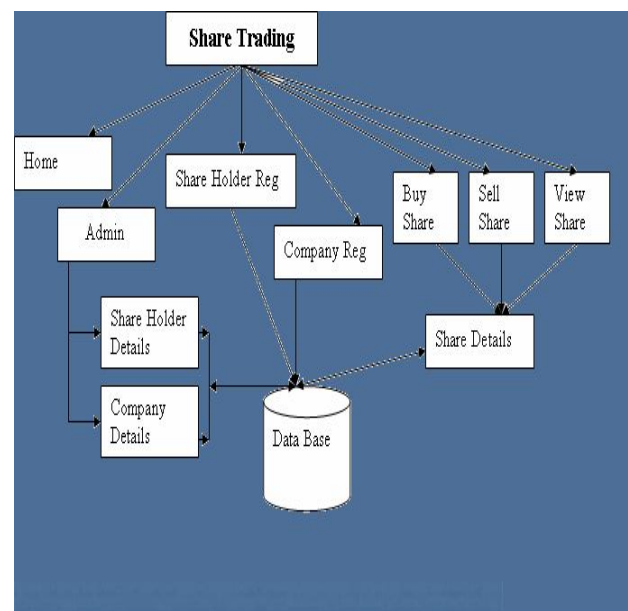 Share Trading
Home
Share Holder Reg
Buy
Share
Sell
Share
View
Share
Admin
Company Reg
Share Holder
Details
Share Details
Company
Details
Data Base